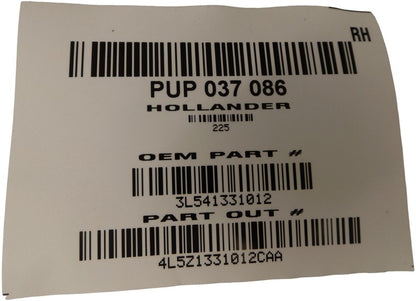 RH
PUP 037 086
HOLLANDER
225
OEM PART #
3L541331012
PART OUT #
4L5Z1331012CAA